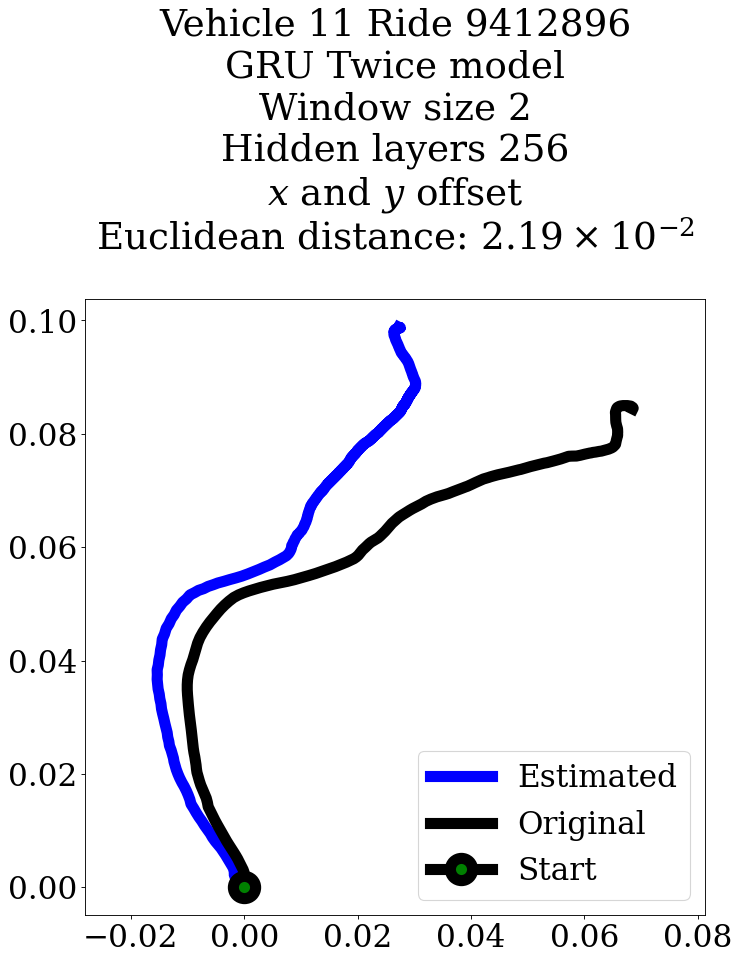 Vehicle 11 Ride 9412896
GRU Twice model
Window size 2
Hidden layers 256
x and y offset
Euclidean distance: 2.19 × 10⁻²
0.10
0.08
0.06
0.04
0.02
0.00
Estimated
Original
Start
−0.02 0.00 0.02 0.04 0.06 0.08